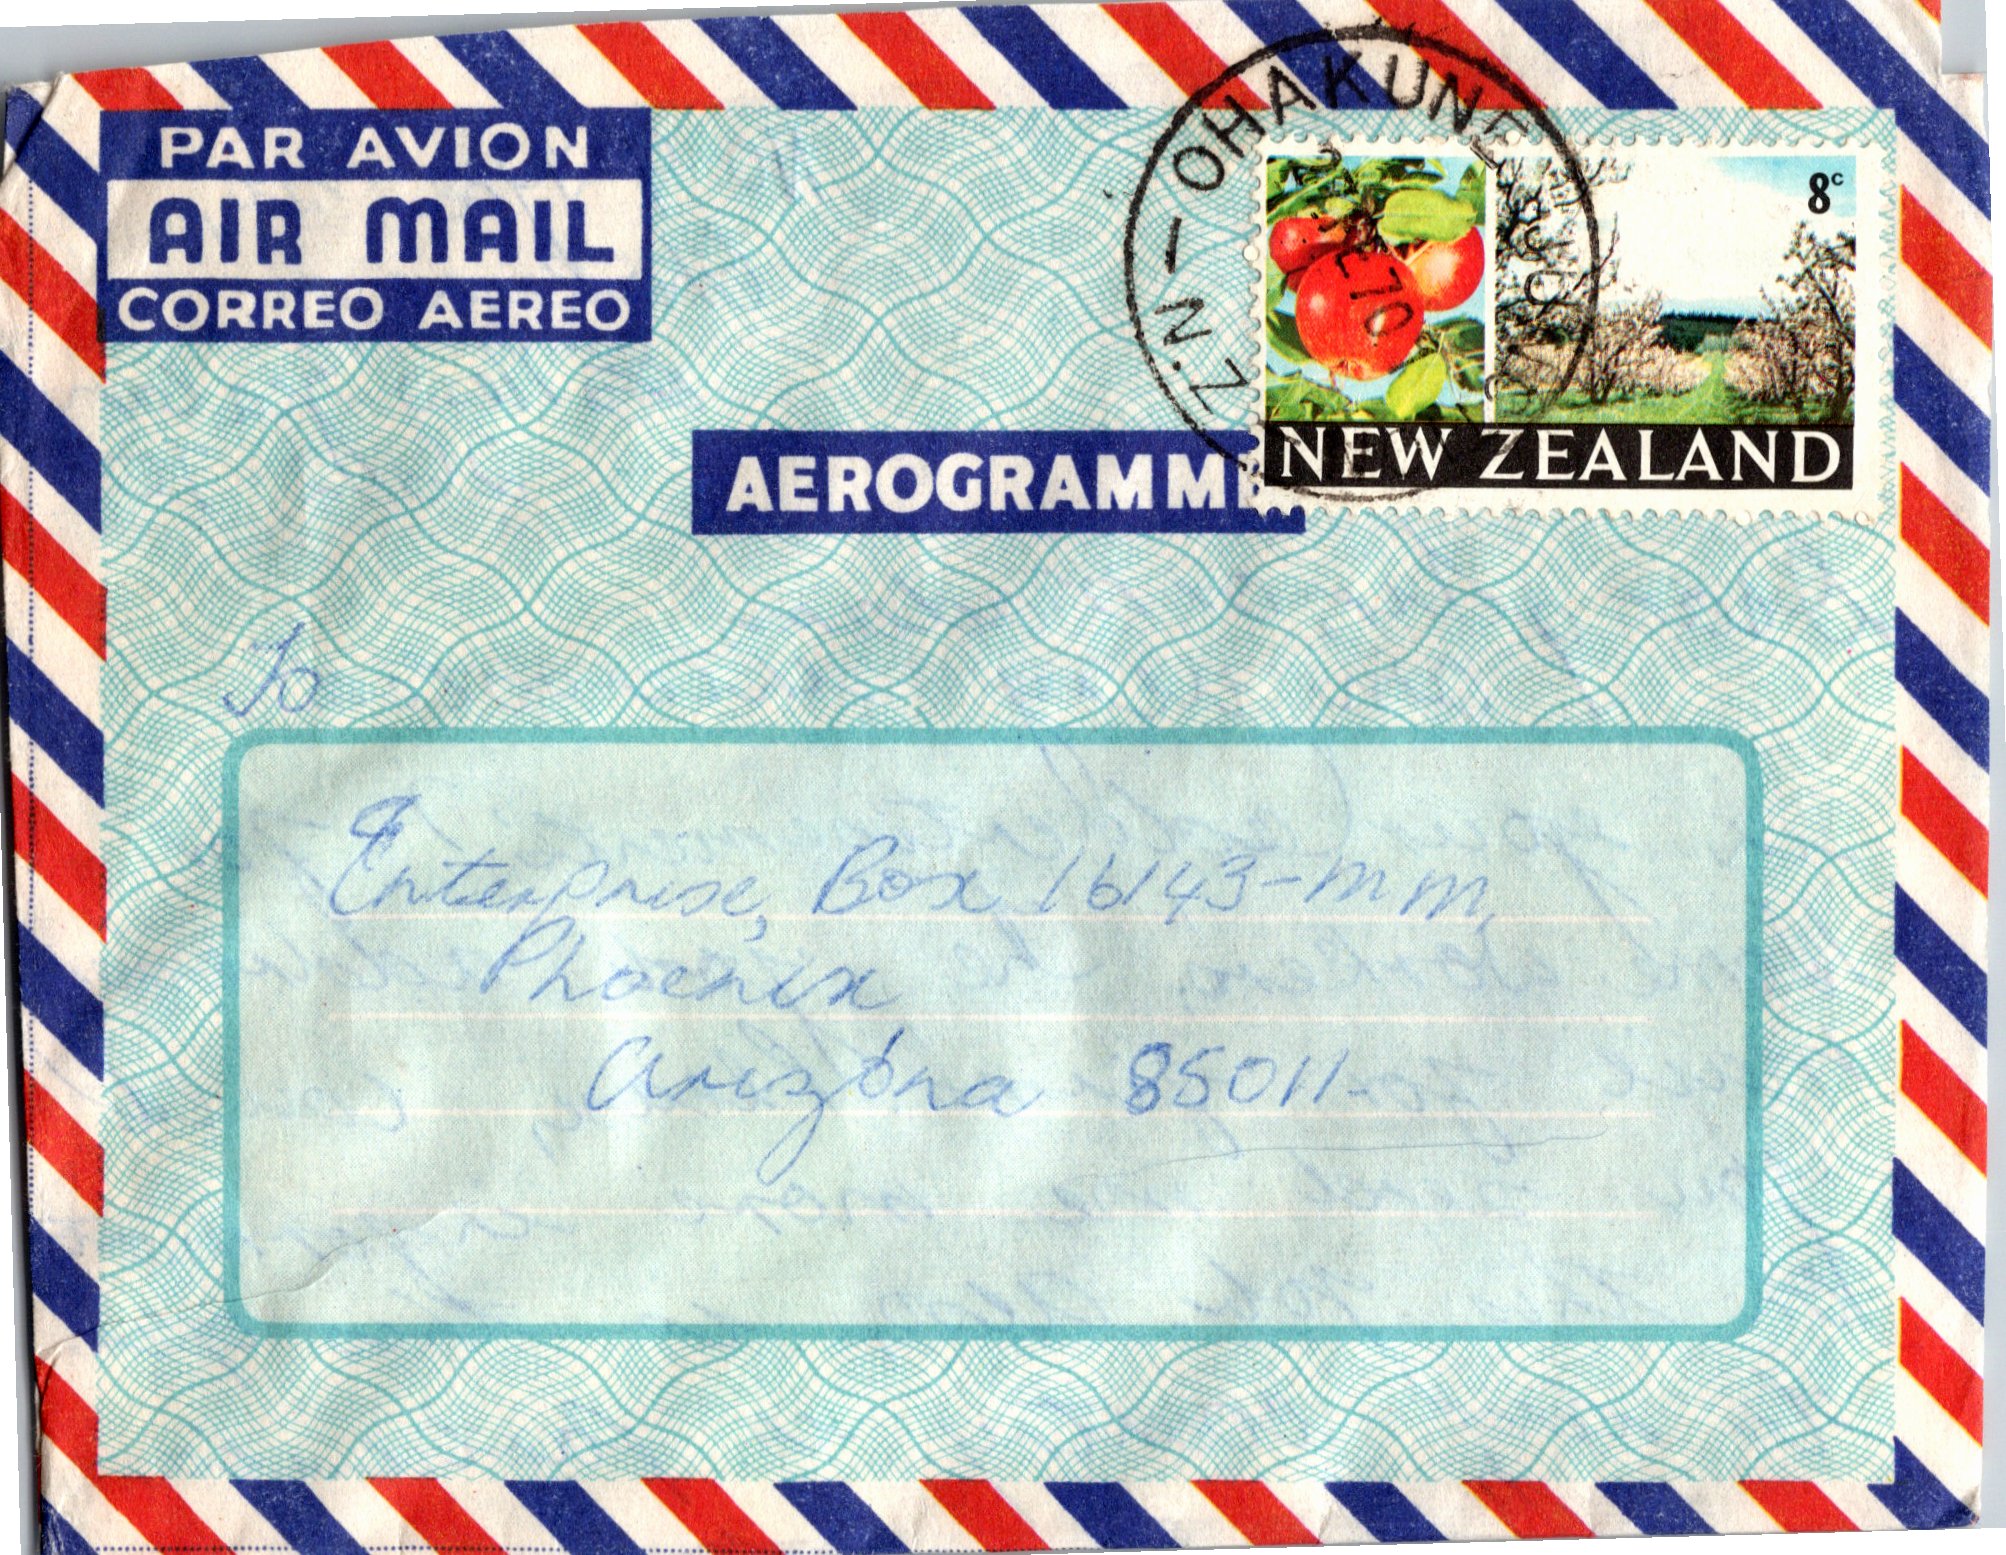 PAR AVION
AIR MAIL
CORREO AEREO
OHAKUNE
N.Z.
70
8c
NEW ZEALAND
AEROGRAMM
To
Enterprise, Box 16143-MM,
Phoenix
Arizona 85011-